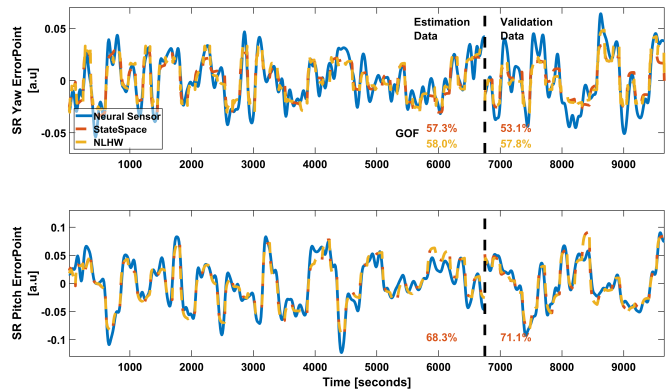 SR Yaw ErrorPoint
[a.u]
0.05
0
-0.05
Estimation
Data
Validation
Data
Neural Sensor
StateSpace
NLHW
GOF
57.3%
58.0%
53.1%
57.8%
1000 2000 3000 4000 5000 6000 7000 8000 9000
SR Pitch ErrorPoint
[a.u]
0.1
0.05
0
-0.05
-0.1
68.3%
71.1%
1000 2000 3000 4000 5000 6000 7000 8000 9000
Time [seconds]